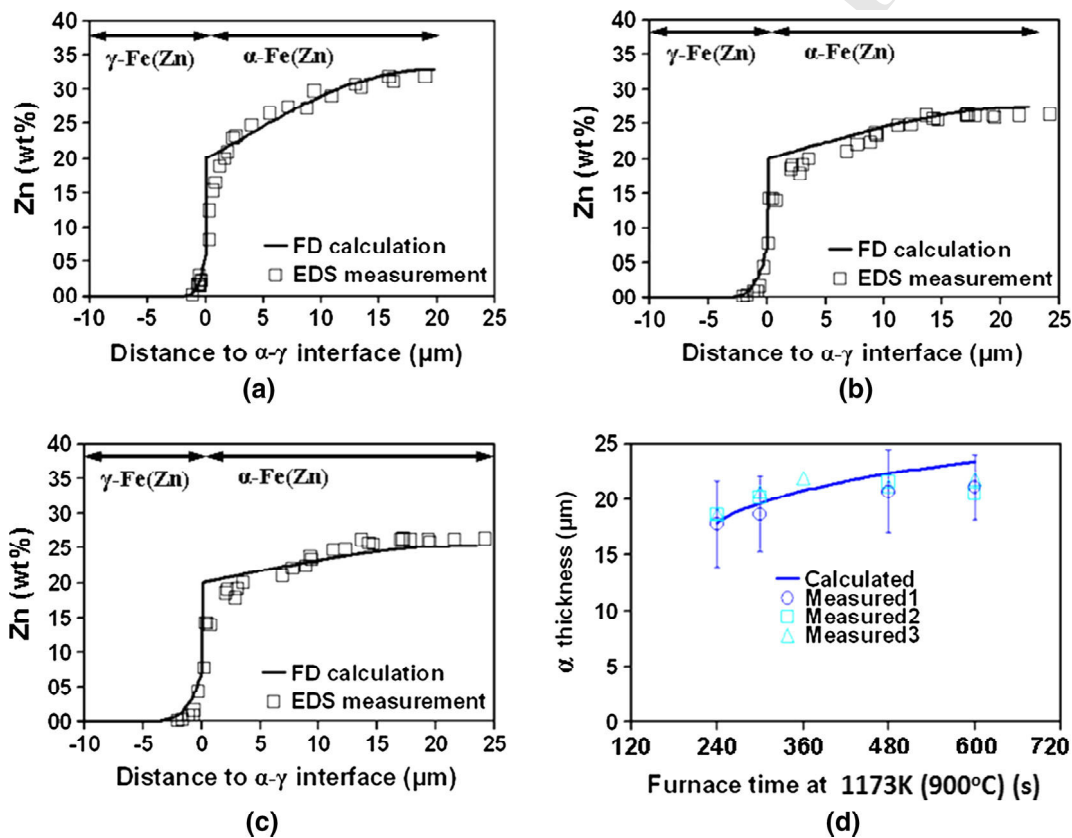 40
γ-Fe(Zn) α-Fe(Zn)
35
30
25
20
15
10
05
00
Zn (wt%)
FD calculation
EDS measurement
-10 -5 0 5 10 15 20 25
Distance to α-γ interface (μm)
(a)
40
γ-Fe(Zn) α-Fe(Zn)
35
30
25
20
15
10
05
00
Zn (wt%)
FD calculation
EDS measurement
-10 -5 0 5 10 15 20 25
Distance to α-γ interface (μm)
(b)
40
γ-Fe(Zn) α-Fe(Zn)
35
30
25
20
15
10
05
00
Zn (wt%)
FD calculation
EDS measurement
-10 -5 0 5 10 15 20 25
Distance to α-γ interface (μm)
(c)
25
20
15
10
5
0
α thickness (μm)
Calculated
Measured1
Measured2
Measured3
120 240 360 480 600 720
Furnace time at 1173K (900°C) (s)
(d)